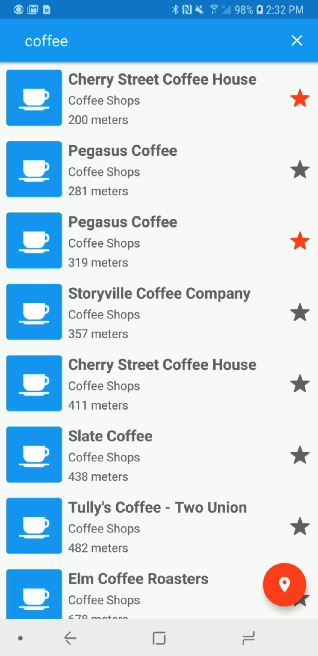 98% 2:32 PM
coffee
Cherry Street Coffee House
Coffee Shops
200 meters
Pegasus Coffee
Coffee Shops
281 meters
Pegasus Coffee
Coffee Shops
319 meters
Storyville Coffee Company
Coffee Shops
357 meters
Cherry Street Coffee House
Coffee Shops
411 meters
Slate Coffee
Coffee Shops
438 meters
Tully's Coffee - Two Union
Coffee Shops
482 meters
Elm Coffee Roasters
Coffee Shops
678 meters